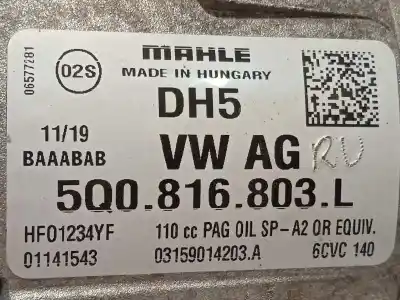 06577281
02S
MAHLE
MADE IN HUNGARY
DH5
11/19
BAAABAB
VW AG
RU
5Q0.816.803.L
HFO1234YF 110 cc PAG OIL SP-A2 OR EQUIV.
01141543 03159014203.A 6CVC 140